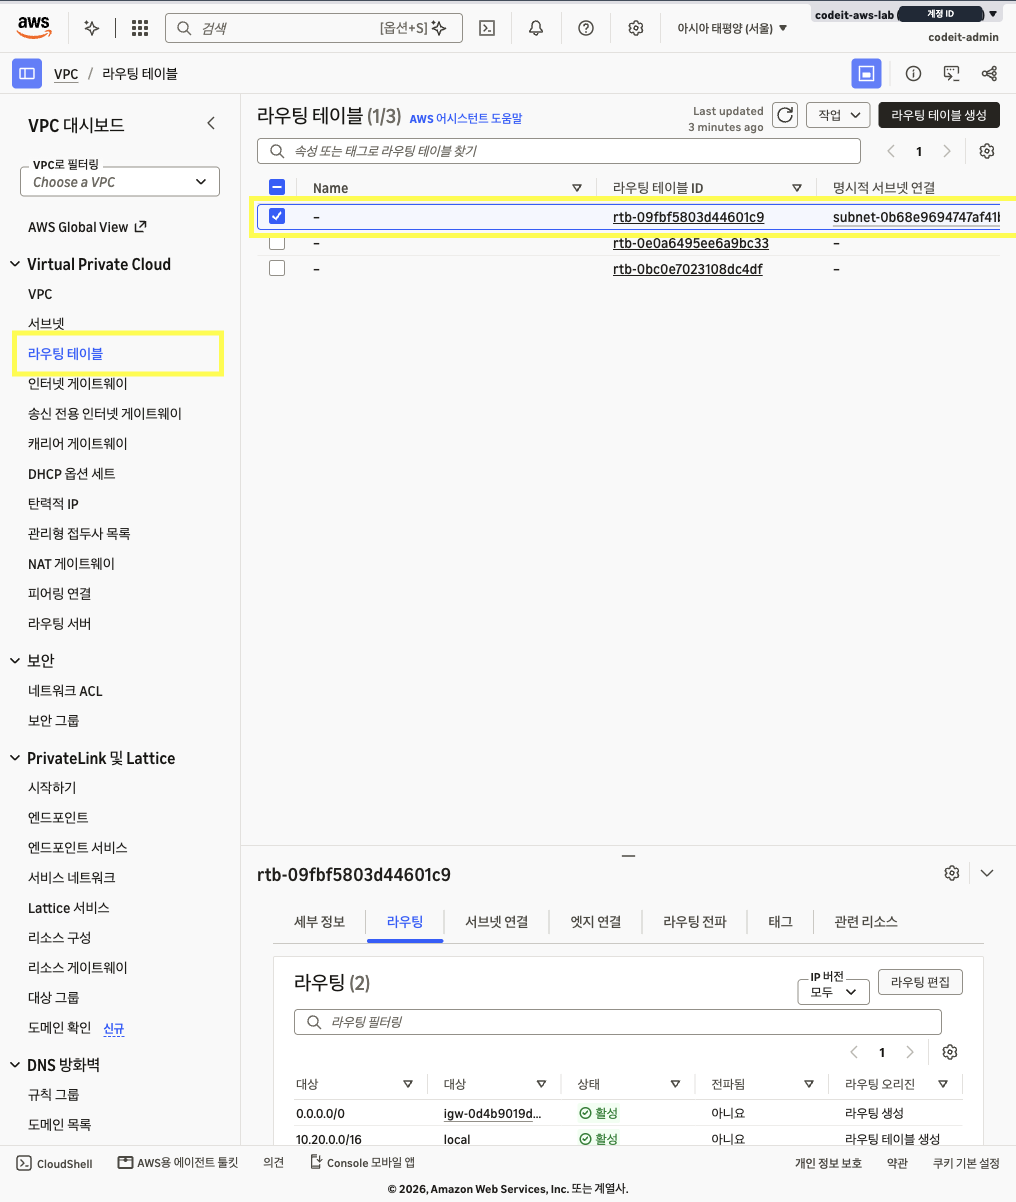 aws
검색
[옵션+S]
아시아 태평양 (서울)
codeit-aws-lab
계정 ID
codeit-admin
VPC / 라우팅 테이블
VPC 대시보드
VPC로 필터링
Choose a VPC
AWS Global View
Virtual Private Cloud
VPC
서브넷
라우팅 테이블
인터넷 게이트웨이
송신 전용 인터넷 게이트웨이
캐리어 게이트웨이
DHCP 옵션 세트
탄력적 IP
관리형 접두사 목록
NAT 게이트웨이
피어링 연결
라우팅 서버
보안
네트워크 ACL
보안 그룹
PrivateLink 및 Lattice
시작하기
엔드포인트
엔드포인트 서비스
서비스 네트워크
Lattice 서비스
리소스 구성
리소스 게이트웨이
대상 그룹
도메인 확인 신규
DNS 방화벽
규칙 그룹
도메인 목록
라우팅 테이블 (1/3) AWS 어시스턴트 도움말
Last updated
3 minutes ago
작업
라우팅 테이블 생성
속성 또는 태그로 라우팅 테이블 찾기
1
Name 라우팅 테이블 ID 명시적 서브넷 연결
– rtb-09fbf5803d44601c9 subnet-0b68e9694747af41b
– rtb-0e0a6495ee6a9bc33 –
– rtb-0bc0e7023108dc4df –
rtb-09fbf5803d44601c9
세부 정보 라우팅 서브넷 연결 엣지 연결 라우팅 전파 태그 관련 리소스
라우팅 (2)
IP 버전
모두
라우팅 편집
라우팅 필터링
1
대상 대상 상태 전파됨 라우팅 오리진
0.0.0.0/0 igw-0d4b9019d... 활성 아니요 라우팅 생성
10.20.0.0/16 local 활성 아니요 라우팅 테이블 생성
CloudShell AWS용 에이전트 툴킷 의견 Console 모바일 앱 개인 정보 보호 약관 쿠키 기본 설정
© 2026, Amazon Web Services, Inc. 또는 계열사.